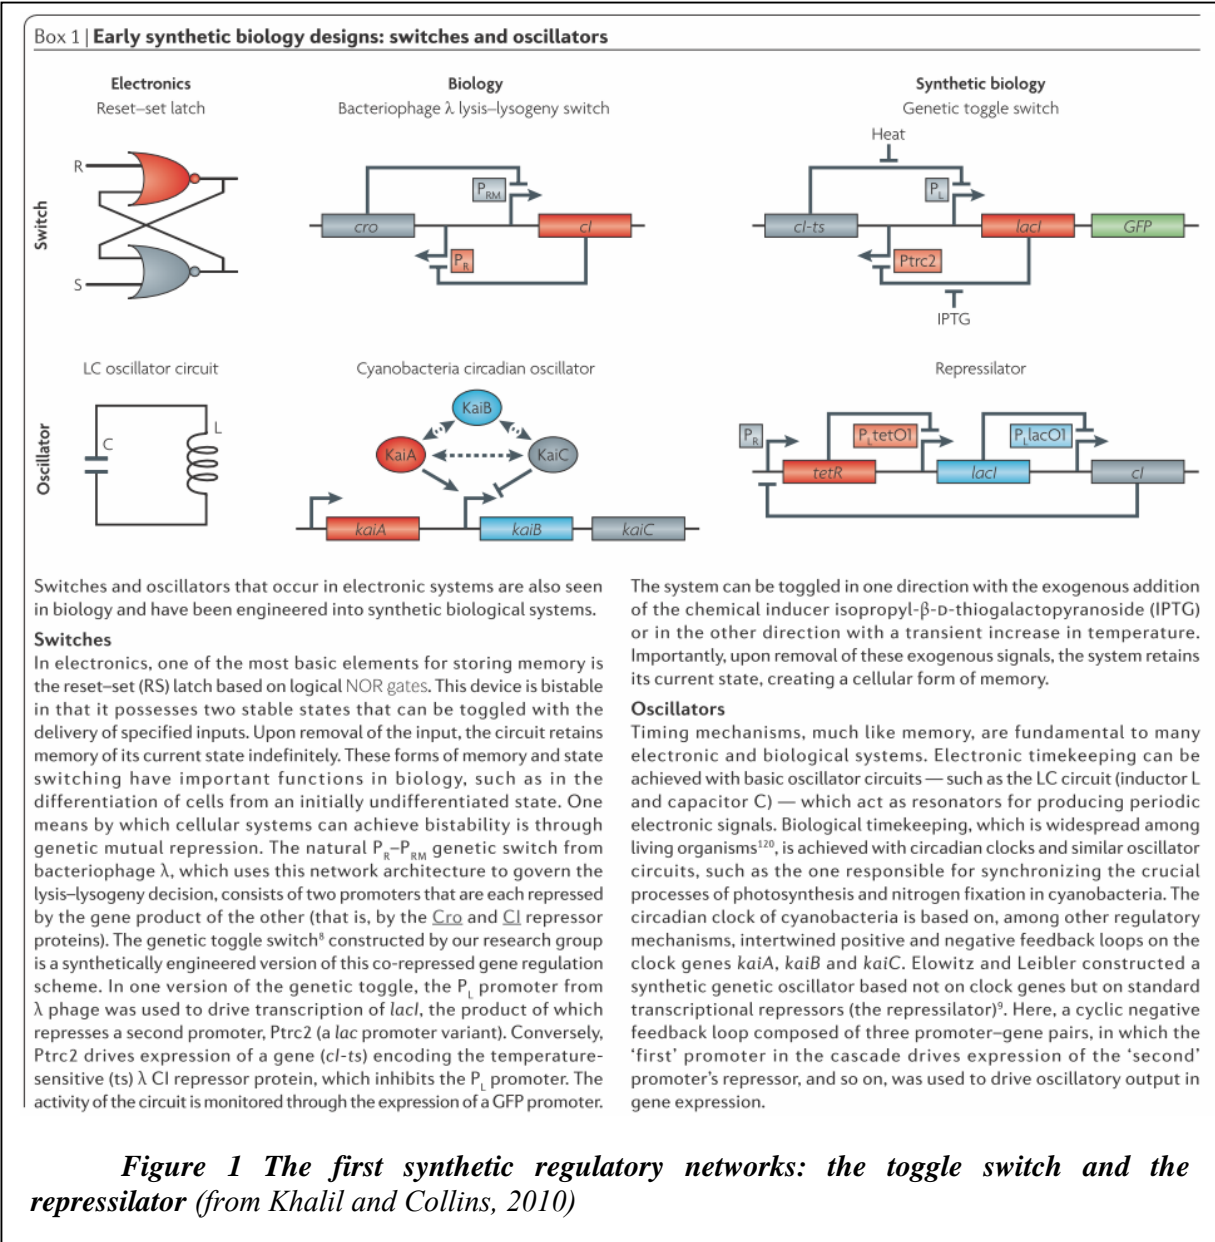 Box 1 | Early synthetic biology designs: switches and oscillators
Electronics
Reset–set latch
Biology
Bacteriophage λ lysis–lysogeny switch
Synthetic biology
Genetic toggle switch
Switch
R
S
P_RM
cro
cI
P_R
Heat
P_L
cI-ts
lacI
GFP
Ptrc2
IPTG
Oscillator
LC oscillator circuit
C
L
Cyanobacteria circadian oscillator
KaiB
KaiA
KaiC
kaiA
kaiB
kaiC
Repressilator
P_R
P_LtetO1
P_LlacO1
tetR
lacI
cI
Switches and oscillators that occur in electronic systems are also seen
in biology and have been engineered into synthetic biological systems.
Switches
In electronics, one of the most basic elements for storing memory is
the reset–set (RS) latch based on logical NOR gates. This device is bistable
in that it possesses two stable states that can be toggled with the
delivery of specified inputs. Upon removal of the input, the circuit retains
memory of its current state indefinitely. These forms of memory and state
switching have important functions in biology, such as in the
differentiation of cells from an initially undifferentiated state. One
means by which cellular systems can achieve bistability is through
genetic mutual repression. The natural P_R–P_RM genetic switch from
bacteriophage λ, which uses this network architecture to govern the
lysis–lysogeny decision, consists of two promoters that are each repressed
by the gene product of the other (that is, by the Cro and CI repressor
proteins). The genetic toggle switch⁸ constructed by our research group
is a synthetically engineered version of this co-repressed gene regulation
scheme. In one version of the genetic toggle, the P_L promoter from
λ phage was used to drive transcription of lacI, the product of which
represses a second promoter, Ptrc2 (a lac promoter variant). Conversely,
Ptrc2 drives expression of a gene (cI-ts) encoding the temperature-
sensitive (ts) λ CI repressor protein, which inhibits the P_L promoter. The
activity of the circuit is monitored through the expression of a GFP promoter.
The system can be toggled in one direction with the exogenous addition
of the chemical inducer isopropyl-β-D-thiogalactopyranoside (IPTG)
or in the other direction with a transient increase in temperature.
Importantly, upon removal of these exogenous signals, the system retains
its current state, creating a cellular form of memory.
Oscillators
Timing mechanisms, much like memory, are fundamental to many
electronic and biological systems. Electronic timekeeping can be
achieved with basic oscillator circuits — such as the LC circuit (inductor L
and capacitor C) — which act as resonators for producing periodic
electronic signals. Biological timekeeping, which is widespread among
living organisms¹²⁰, is achieved with circadian clocks and similar oscillator
circuits, such as the one responsible for synchronizing the crucial
processes of photosynthesis and nitrogen fixation in cyanobacteria. The
circadian clock of cyanobacteria is based on, among other regulatory
mechanisms, intertwined positive and negative feedback loops on the
clock genes kaiA, kaiB and kaiC. Elowitz and Leibler constructed a
synthetic genetic oscillator based not on clock genes but on standard
transcriptional repressors (the repressilator)⁹. Here, a cyclic negative
feedback loop composed of three promoter–gene pairs, in which the
‘first’ promoter in the cascade drives expression of the ‘second’
promoter’s repressor, and so on, was used to drive oscillatory output in
gene expression.
Figure 1 The first synthetic regulatory networks: the toggle switch and the
repressilator (from Khalil and Collins, 2010)